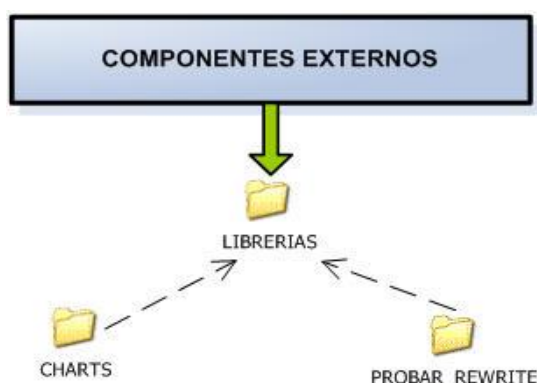 COMPONENTES EXTERNOS
LIBRERIAS
CHARTS
PROBAR_REWRITE